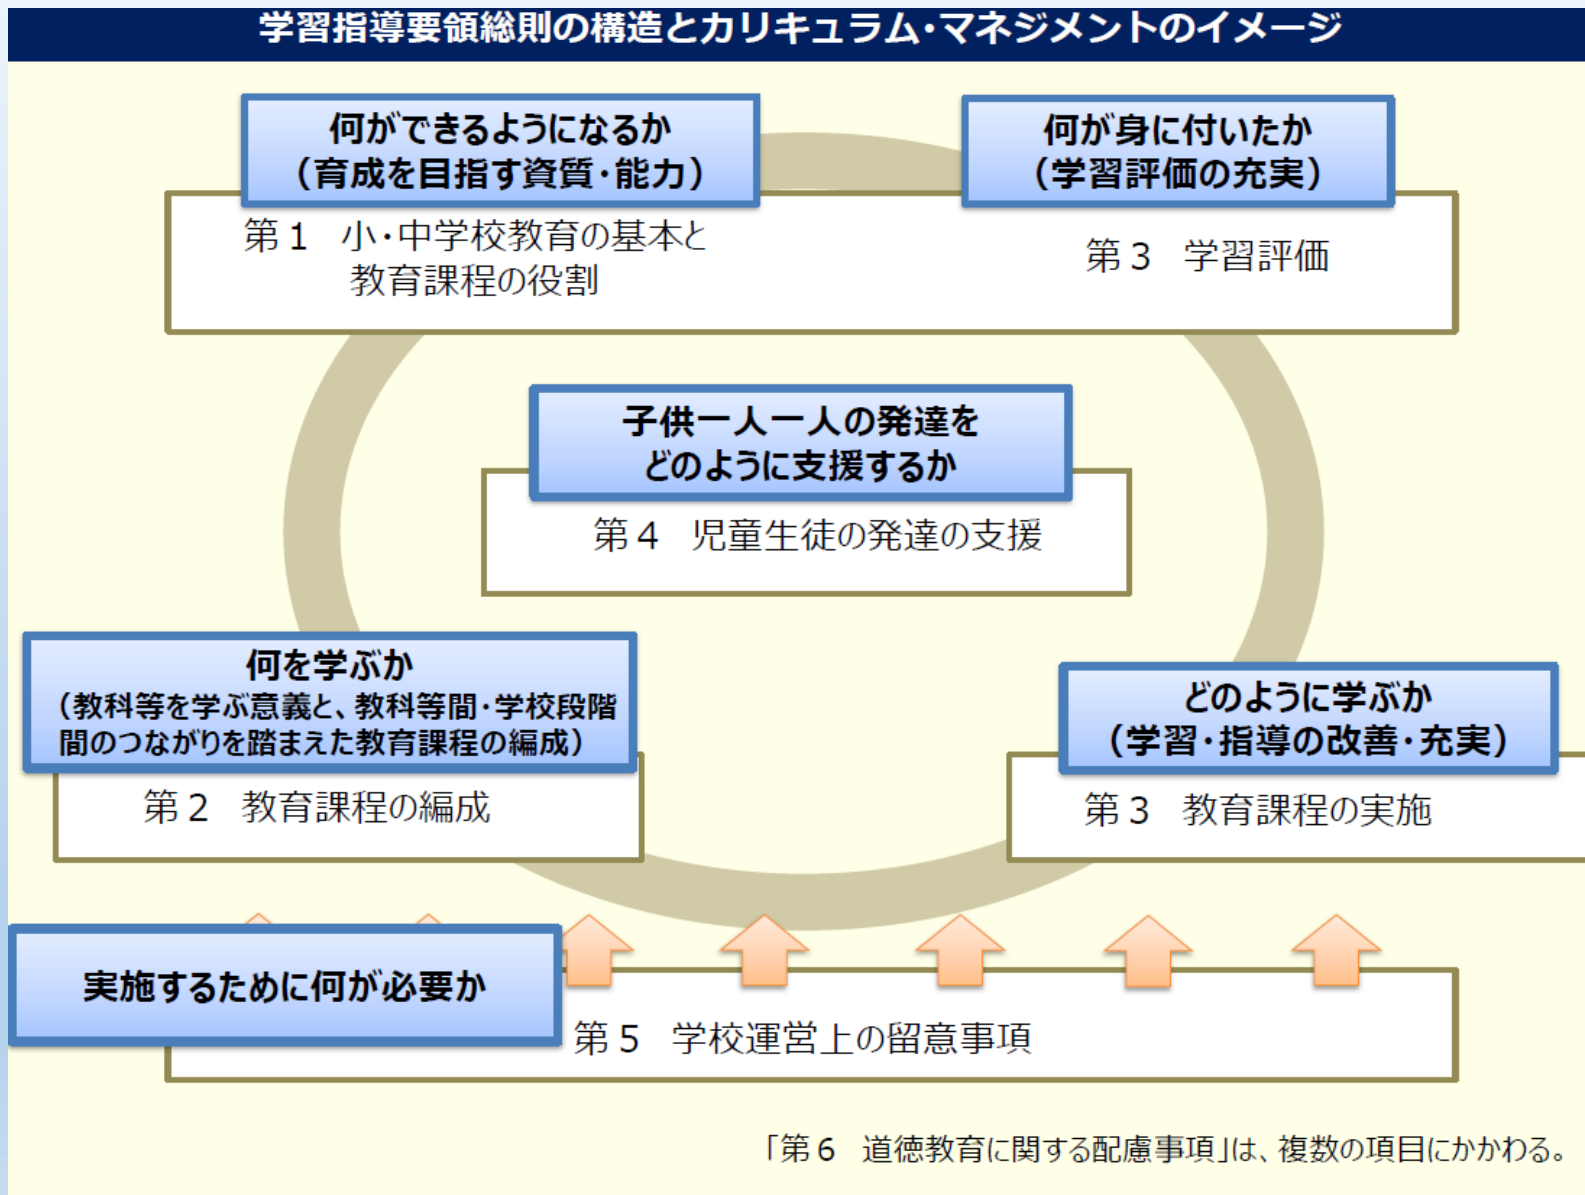 学習指導要領総則の構造とカリキュラム・マネジメントのイメージ
何ができるようになるか
（育成を目指す資質・能力）
第１　小・中学校教育の基本と
教育課程の役割
何が身に付いたか
（学習評価の充実）
第３　学習評価
子供一人一人の発達を
どのように支援するか
第４　児童生徒の発達の支援
何を学ぶか
（教科等を学ぶ意義と、教科等間・学校段階
間のつながりを踏まえた教育課程の編成）
第２　教育課程の編成
どのように学ぶか
（学習・指導の改善・充実）
第３　教育課程の実施
実施するために何が必要か
第５　学校運営上の留意事項
「第６　道徳教育に関する配慮事項」は、複数の項目にかかわる。